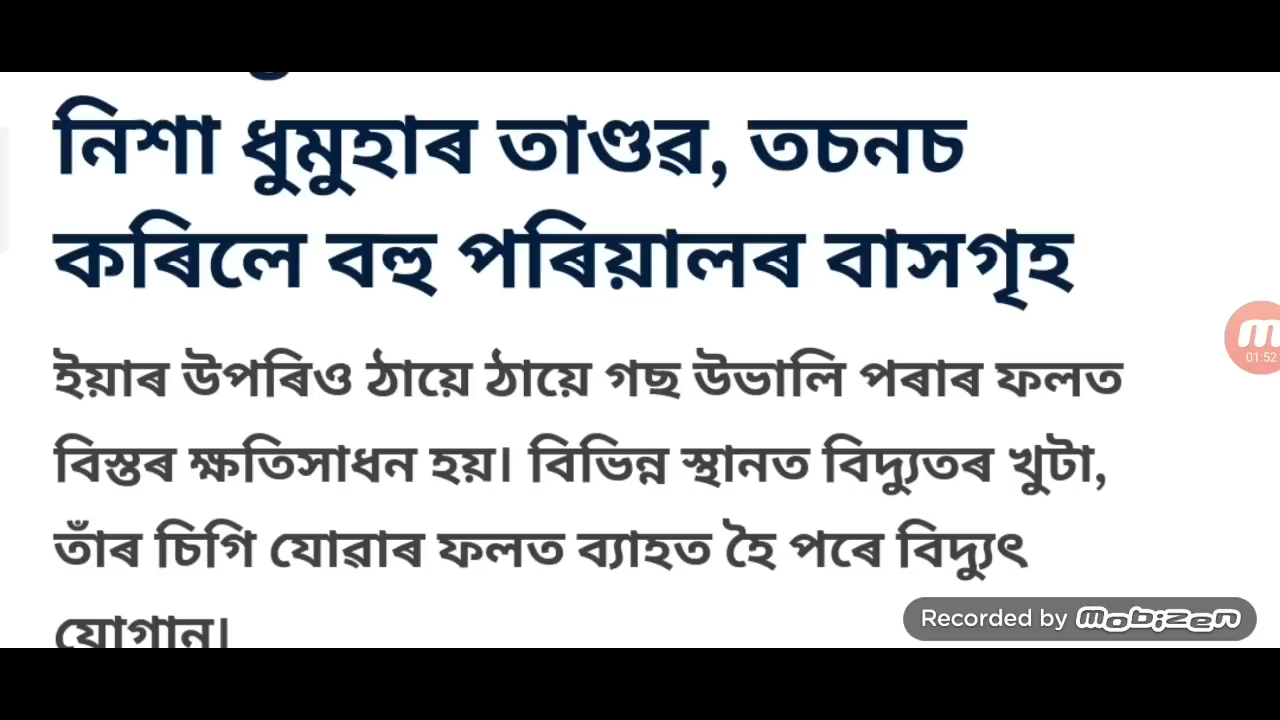 নিশা ধুমুহাৰ তাণ্ডৱ, তচনচ
কৰিলে বহু পৰিয়ালৰ বাসগৃহ
ইয়াৰ উপৰিও ঠায়ে ঠায়ে গছ উভালি পৰাৰ ফলত
বিস্তৰ ক্ষতিসাধন হয়। বিভিন্ন স্থানত বিদ্যুতৰ খুটা,
তাঁৰ চিগি যোৱাৰ ফলত ব্যাহত হৈ পৰে বিদ্যুৎ
যোগান।
01:52
Recorded by mobizen